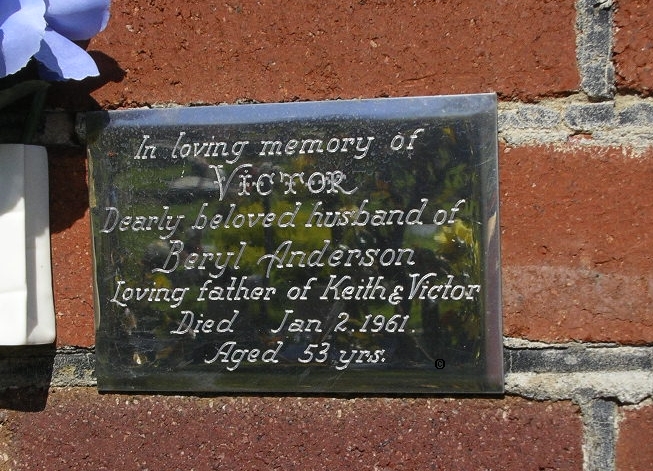 In loving memory of
VICTOR
Dearly beloved husband of
Beryl Anderson
Loving father of Keith & Victor
Died Jan 2. 1961.
Aged 53 yrs.